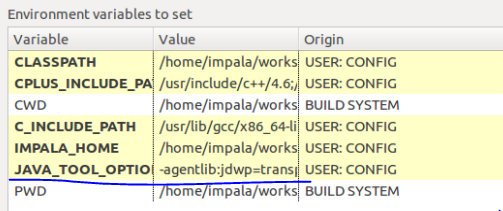 Environment variables to set
Variable Value Origin
CLASSPATH /home/impala/works USER: CONFIG
CPLUS_INCLUDE_PA /usr/include/c++/4.6;/ USER: CONFIG
CWD /home/impala/works BUILD SYSTEM
C_INCLUDE_PATH /usr/lib/gcc/x86_64-li USER: CONFIG
IMPALA_HOME /home/impala/works USER: CONFIG
JAVA_TOOL_OPTIO -agentlib:jdwp=transp USER: CONFIG
PWD /home/impala/works BUILD SYSTEM